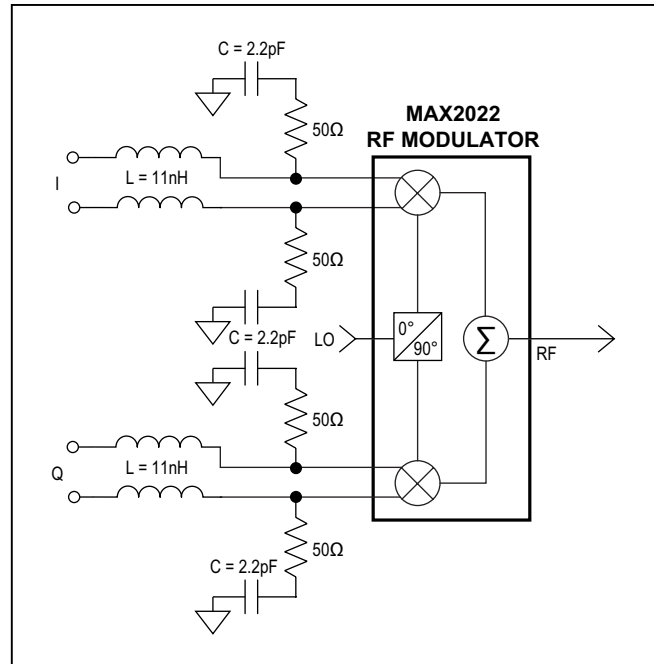 C = 2.2pF
50Ω
MAX2022
RF MODULATOR
I
L = 11nH
50Ω
C = 2.2pF
LO
0°
90°
Σ
RF
C = 2.2pF
50Ω
Q
L = 11nH
50Ω
C = 2.2pF